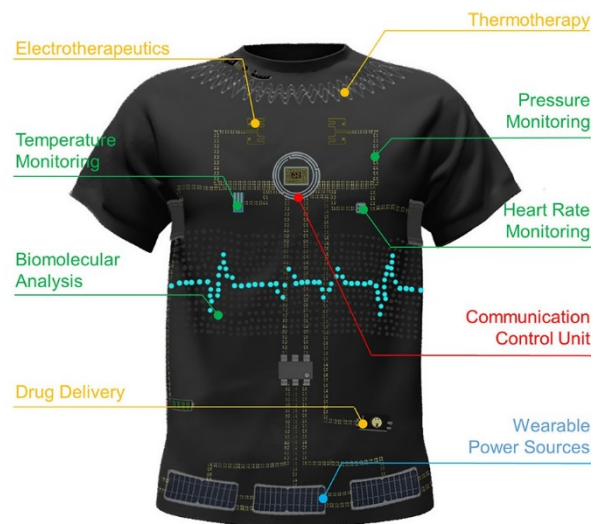 Thermotherapy
Electrotherapeutics
Pressure
Monitoring
Temperature
Monitoring
Heart Rate
Monitoring
Biomolecular
Analysis
Communication
Control Unit
Drug Delivery
Wearable
Power Sources